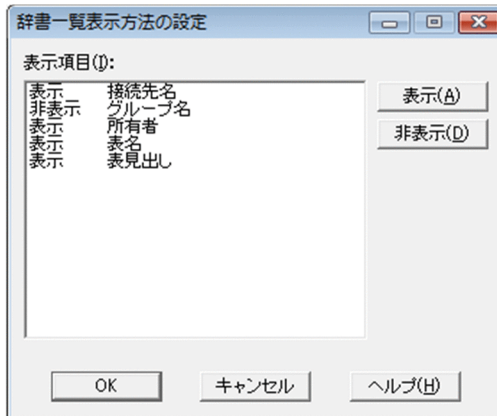 辞書一覧表示方法の設定
表示項目(I):
表示 接続先名
非表示 グループ名
表示 所有者
表示 表名
表示 表見出し
表示(A)
非表示(D)
OK
キャンセル
ヘルプ(H)